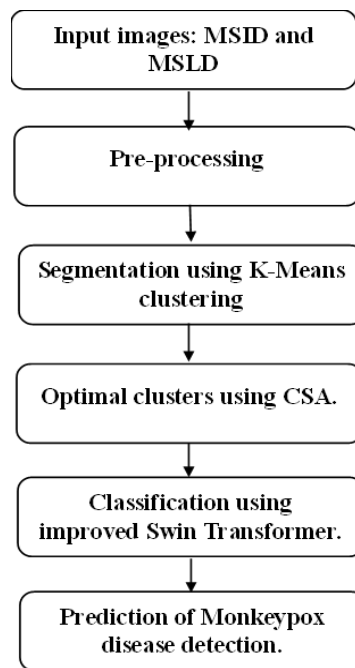 Input images: MSID and
MSLD
Pre-processing
Segmentation using K-Means
clustering
Optimal clusters using CSA.
Classification using
improved Swin Transformer.
Prediction of Monkeypox
disease detection.